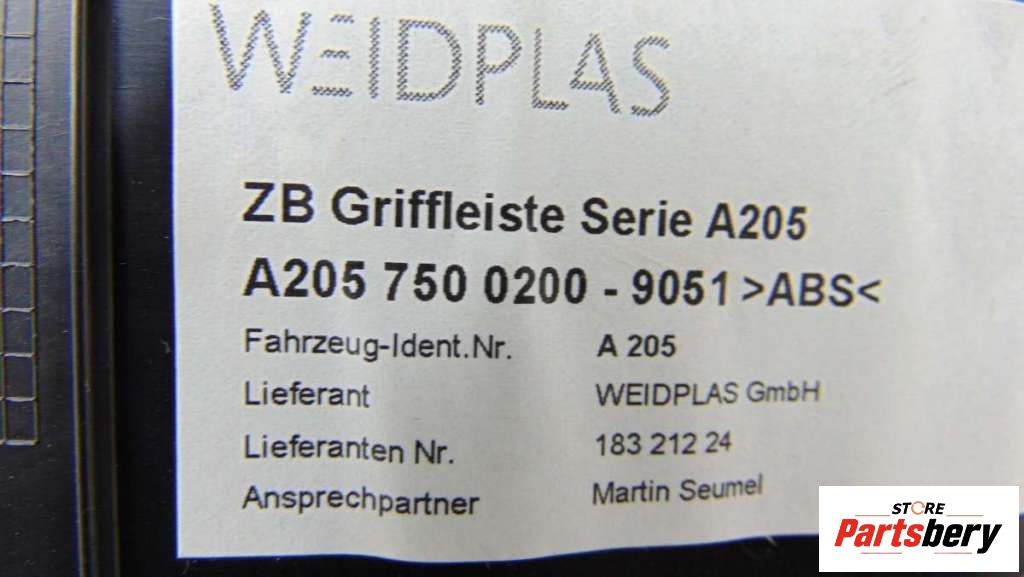 WEIDPLAS
ZB Griffleiste Serie A205
A205 750 0200 - 9051 >ABS<
Fahrzeug-Ident.Nr. A 205
Lieferant WEIDPLAS GmbH
Lieferanten Nr. 183 212 24
Ansprechpartner Martin Seumel
STORE
Partsbery